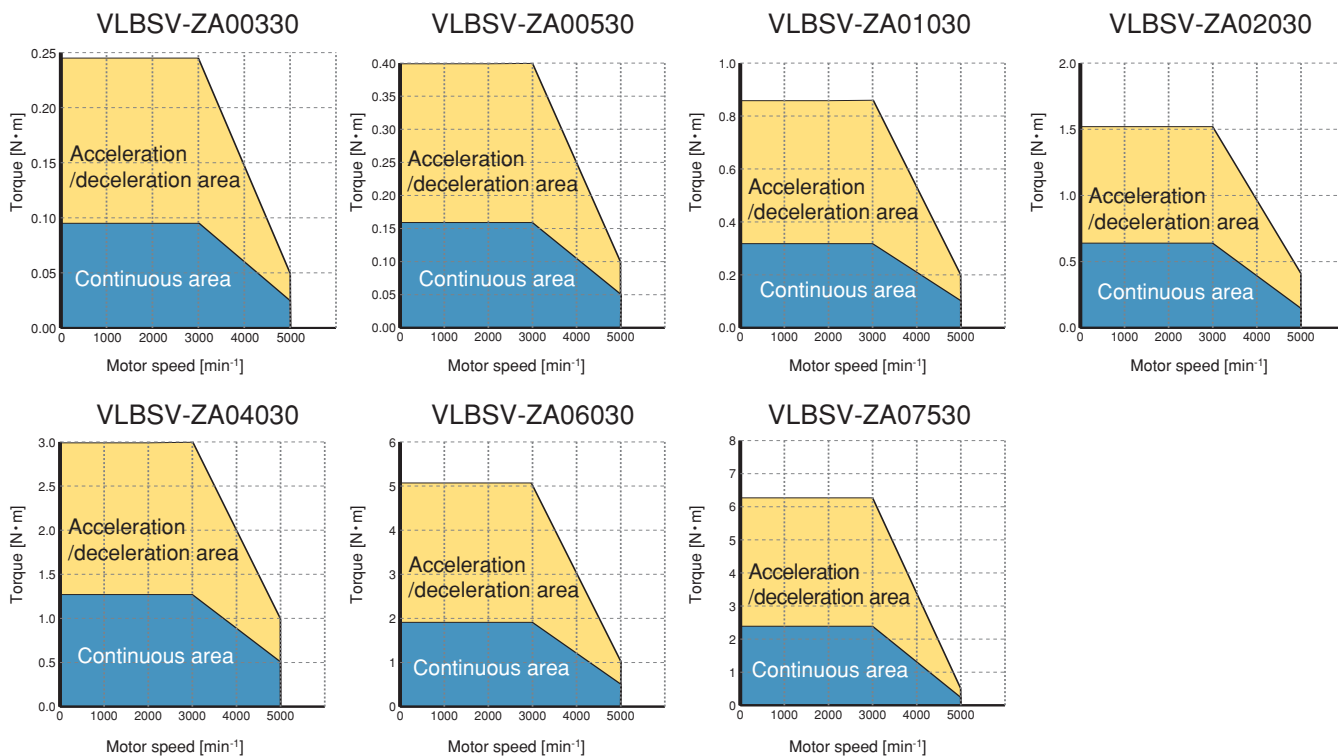 VLBSV-ZA00330
0.25
0.20
0.15
0.10
0.05
0.00
Torque [N・m]
Acceleration
/deceleration area
Continuous area
0 1000 2000 3000 4000 5000
Motor speed [min⁻¹]
VLBSV-ZA00530
0.40
0.35
0.30
0.25
0.20
0.15
0.10
0.05
0.00
Torque [N・m]
Acceleration
/deceleration area
Continuous area
0 1000 2000 3000 4000 5000
Motor speed [min⁻¹]
VLBSV-ZA01030
1.0
0.8
0.6
0.4
0.2
0.0
Torque [N・m]
Acceleration
/deceleration area
Continuous area
0 1000 2000 3000 4000 5000
Motor speed [min⁻¹]
VLBSV-ZA02030
2.0
1.5
1.0
0.5
0.0
Torque [N・m]
Acceleration
/deceleration area
Continuous area
0 1000 2000 3000 4000 5000
Motor speed [min⁻¹]
VLBSV-ZA04030
3.0
2.5
2.0
1.5
1.0
0.5
0.0
Torque [N・m]
Acceleration
/deceleration area
Continuous area
0 1000 2000 3000 4000 5000
Motor speed [min⁻¹]
VLBSV-ZA06030
6
5
4
3
2
1
0
Torque [N・m]
Acceleration
/deceleration area
Continuous area
0 1000 2000 3000 4000 5000
Motor speed [min⁻¹]
VLBSV-ZA07530
8
7
6
5
4
3
2
1
0
Torque [N・m]
Acceleration
/deceleration area
Continuous area
0 1000 2000 3000 4000 5000
Motor speed [min⁻¹]